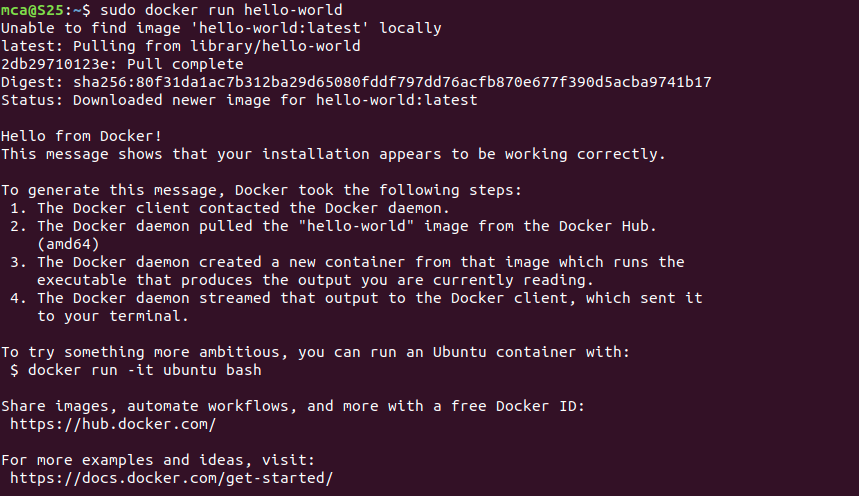 mca@S25:~$ sudo docker run hello-world
Unable to find image 'hello-world:latest' locally
latest: Pulling from library/hello-world
2db29710123e: Pull complete
Digest: sha256:80f31da1ac7b312ba29d65080fddf797dd76acfb870e677f390d5acba9741b17
Status: Downloaded newer image for hello-world:latest

Hello from Docker!
This message shows that your installation appears to be working correctly.

To generate this message, Docker took the following steps:
 1. The Docker client contacted the Docker daemon.
 2. The Docker daemon pulled the "hello-world" image from the Docker Hub.
    (amd64)
 3. The Docker daemon created a new container from that image which runs the
    executable that produces the output you are currently reading.
 4. The Docker daemon streamed that output to the Docker client, which sent it
    to your terminal.

To try something more ambitious, you can run an Ubuntu container with:
 $ docker run -it ubuntu bash

Share images, automate workflows, and more with a free Docker ID:
 https://hub.docker.com/

For more examples and ideas, visit:
 https://docs.docker.com/get-started/